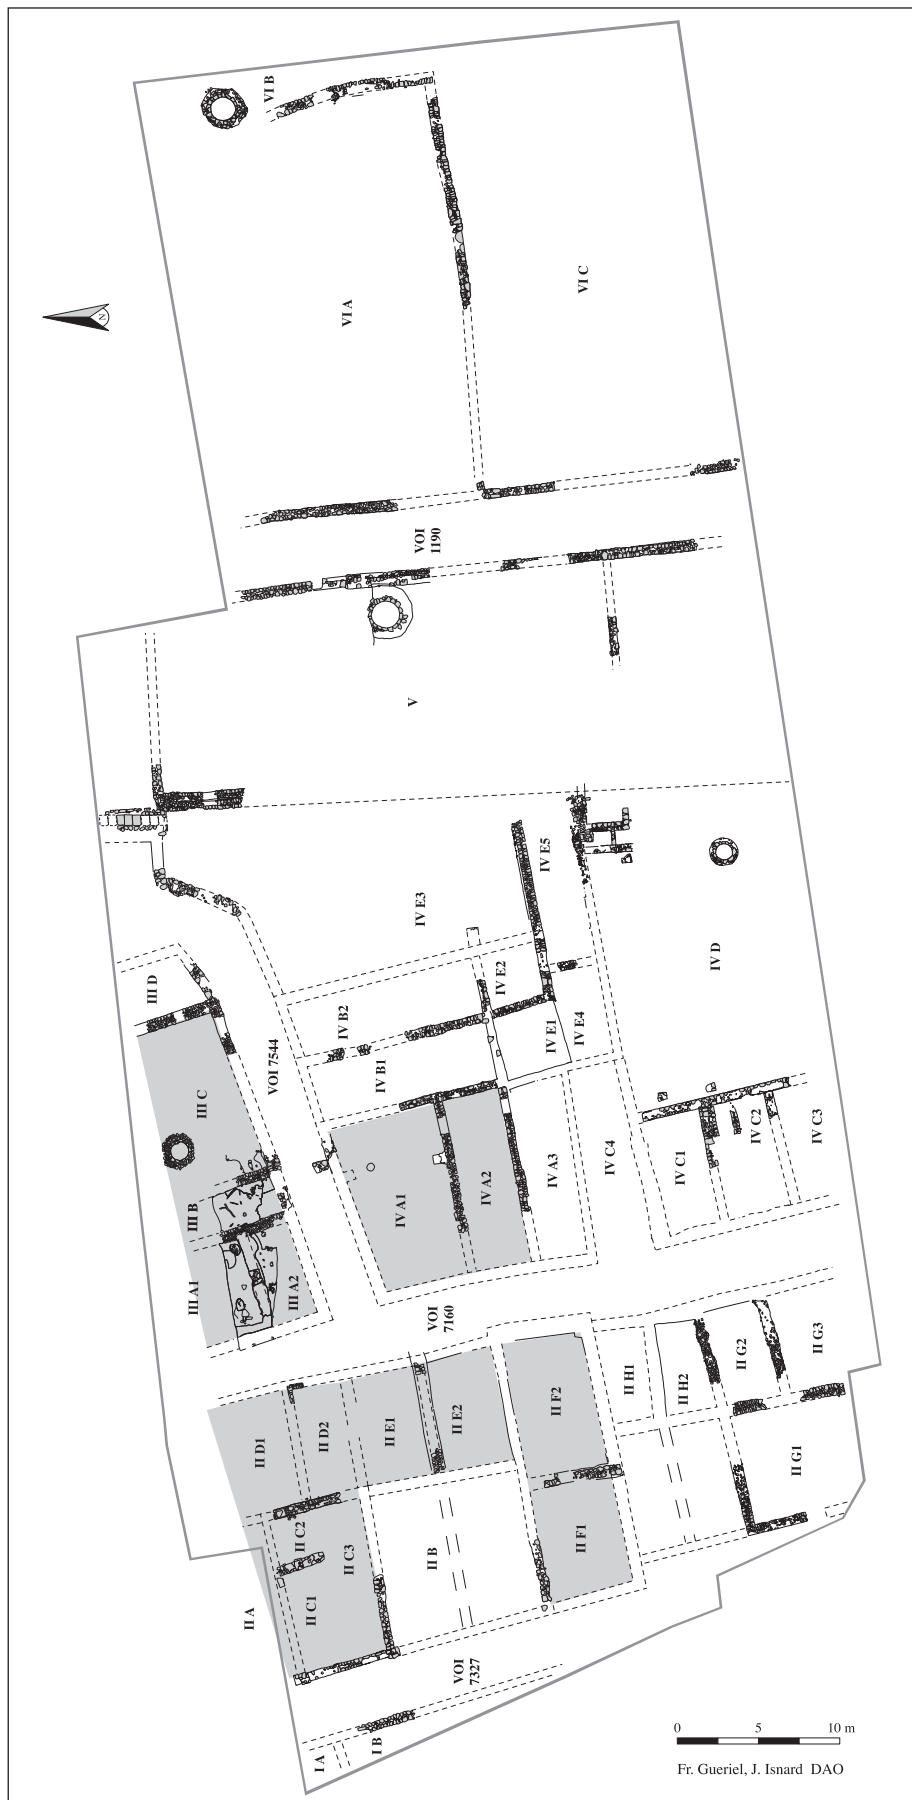 VI B
VI A
VI C
N
VOI
1190
V
IV E3
IV E5
IV D
III D
IV E2
IV B2
IV E1
IV E4
VOI 7544
IV B1
III C
IV C2
IV C3
IV A3
IV C4
IV C1
IV A2
IV A1
III B
III A1
III A2
VOI
7160
II G3
II G2
II H1
II H2
II F2
II E2
II E1
II D2
II D1
II G1
II C2
II C3
II B
II F1
II C1
II A
VOI
7327
I B
I A
0 5 10 m
Fr. Gueriel, J. Isnard DAO